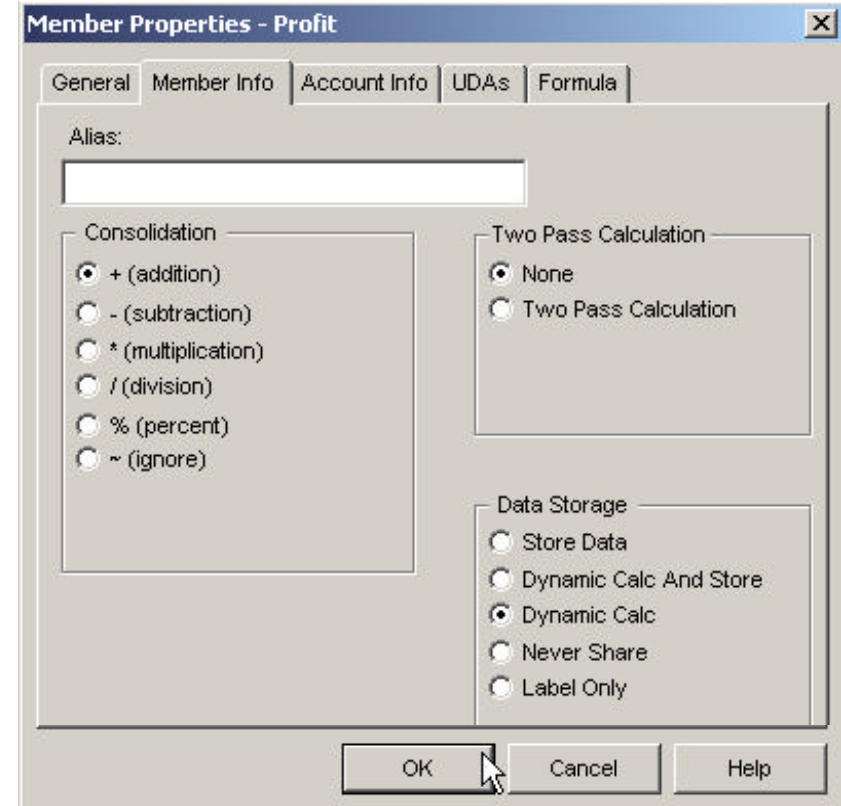 Member Properties - Profit
General Member Info Account Info UDAs Formula
Alias:
Consolidation
+ (addition)
- (subtraction)
* (multiplication)
/ (division)
% (percent)
~ (ignore)
Two Pass Calculation
None
Two Pass Calculation
Data Storage
Store Data
Dynamic Calc And Store
Dynamic Calc
Never Share
Label Only
OK Cancel Help